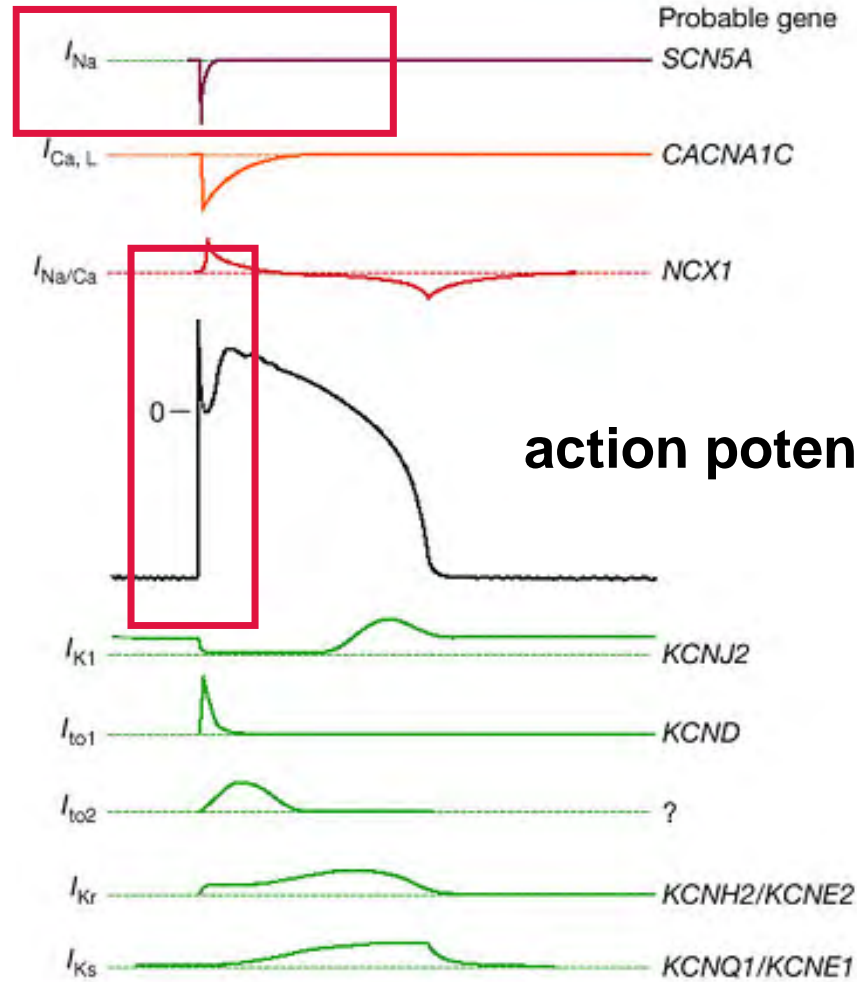 Probable gene
I_Na SCN5A
I_Ca, L CACNA1C
I_Na/Ca NCX1
0
action poten
I_K1 KCNJ2
I_to1 KCND
I_to2 ?
I_Kr KCNH2/KCNE2
I_Ks KCNQ1/KCNE1